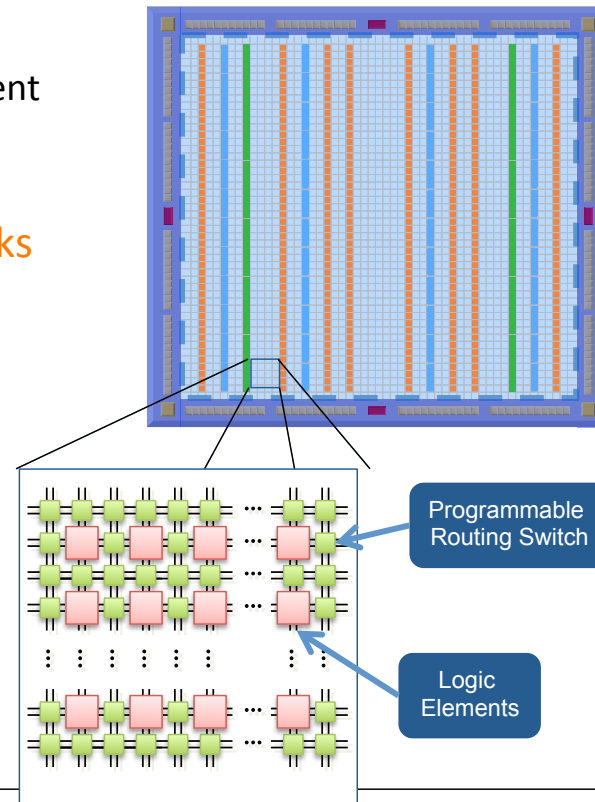 ent
ks
Programmable
Routing Switch
Logic
Elements